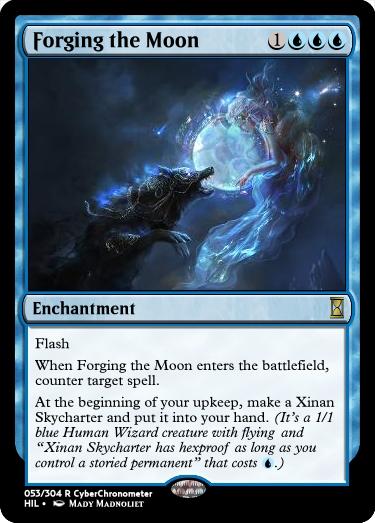 Forging the Moon 1
Enchantment
Flash
When Forging the Moon enters the battlefield,
counter target spell.
At the beginning of your upkeep, make a Xinan
Skycharter and put it into your hand. (It's a 1/1
blue Human Wizard creature with flying and
“Xinan Skycharter has hexproof as long as you
control a storied permanent” that costs .)
053/304 R CyberChronometer
HIL • Mady Madnoliet